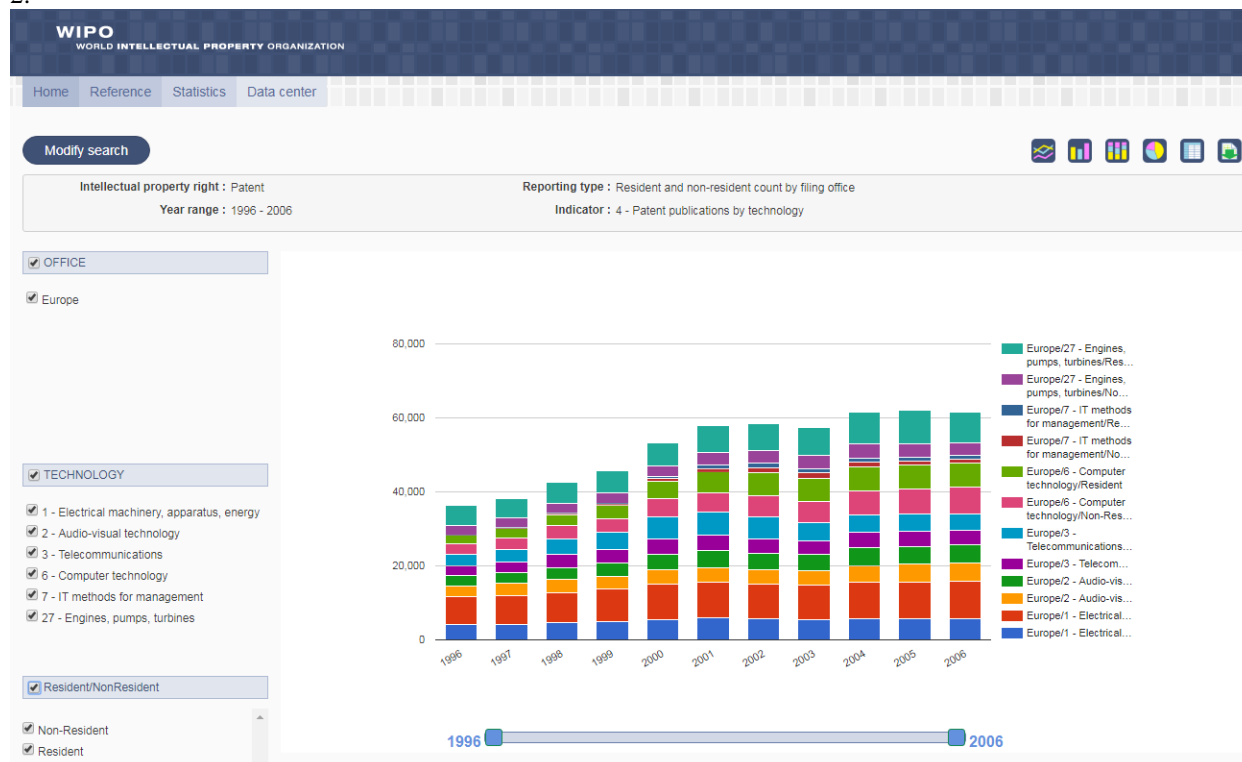 2.
WIPO
WORLD INTELLECTUAL PROPERTY ORGANIZATION
Home Reference Statistics Data center
Modify search
Intellectual property right : Patent
Reporting type : Resident and non-resident count by filing office
Year range : 1996 - 2006
Indicator : 4 - Patent publications by technology
OFFICE
Europe
TECHNOLOGY
1 - Electrical machinery, apparatus, energy
2 - Audio-visual technology
3 - Telecommunications
6 - Computer technology
7 - IT methods for management
27 - Engines, pumps, turbines
Resident/NonResident
Non-Resident
Resident
80,000
60,000
40,000
20,000
0
1996 1997 1998 1999 2000 2001 2002 2003 2004 2005 2006
Europe/27 - Engines,
pumps, turbines/Res...
Europe/27 - Engines,
pumps, turbines/No...
Europe/7 - IT methods
for management/Re...
Europe/7 - IT methods
for management/No...
Europe/6 - Computer
technology/Resident
Europe/6 - Computer
technology/Non-Res...
Europe/3 -
Telecommunications...
Europe/3 - Telecom...
Europe/2 - Audio-vis...
Europe/2 - Audio-vis...
Europe/1 - Electrical...
Europe/1 - Electrical...
1996 2006